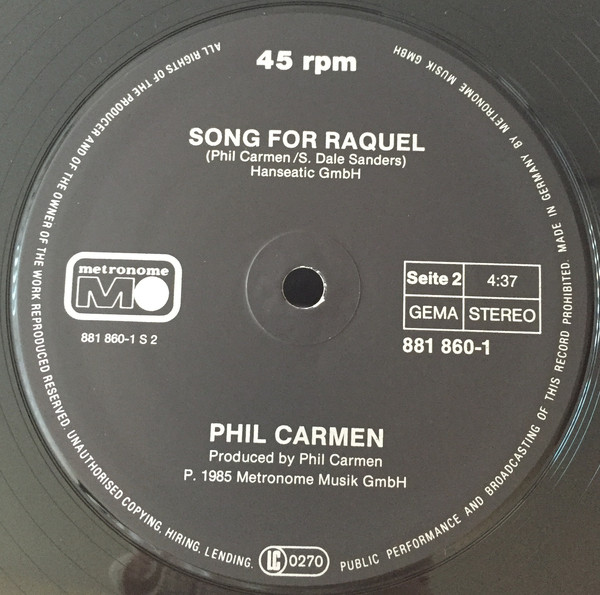 45 rpm
SONG FOR RAQUEL
(Phil Carmen/S. Dale Sanders)
Hanseatic GmbH
metronome
M
881 860-1 S 2
Seite 2 4:37
GEMA STEREO
881 860-1
PHIL CARMEN
Produced by Phil Carmen
P. 1985 Metronome Musik GmbH
ALL RIGHTS OF THE PRODUCER AND OF THE OWNER OF THE WORK REPRODUCED RESERVED. UNAUTHORISED COPYING, HIRING, LENDING, LC 0270 PUBLIC PERFORMANCE AND BROADCASTING OF THIS RECORD PROHIBITED. MADE IN GERMANY BY METRONOME MUSIK GMBH